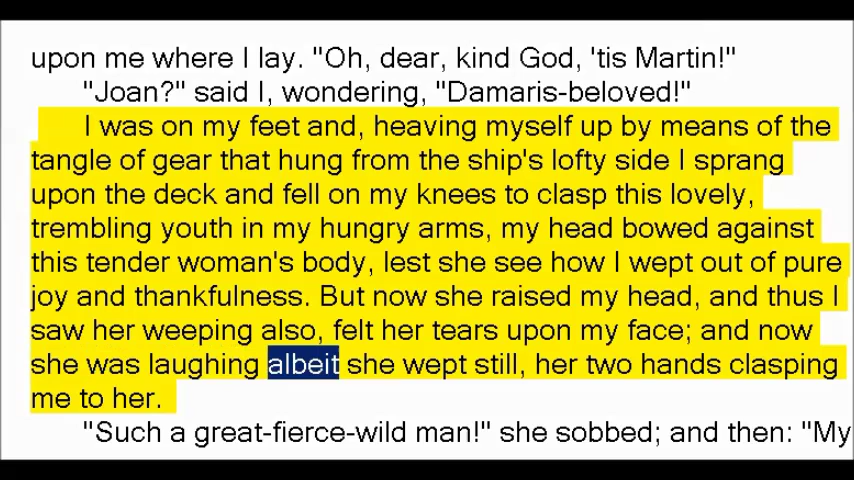 upon me where I lay. "Oh, dear, kind God, 'tis Martin!"
"Joan?" said I, wondering, "Damaris-beloved!"
I was on my feet and, heaving myself up by means of the
tangle of gear that hung from the ship's lofty side I sprang
upon the deck and fell on my knees to clasp this lovely,
trembling youth in my hungry arms, my head bowed against
this tender woman's body, lest she see how I wept out of pure
joy and thankfulness. But now she raised my head, and thus I
saw her weeping also, felt her tears upon my face; and now
she was laughing albeit she wept still, her two hands clasping
me to her.
"Such a great-fierce-wild man!" she sobbed; and then: "My